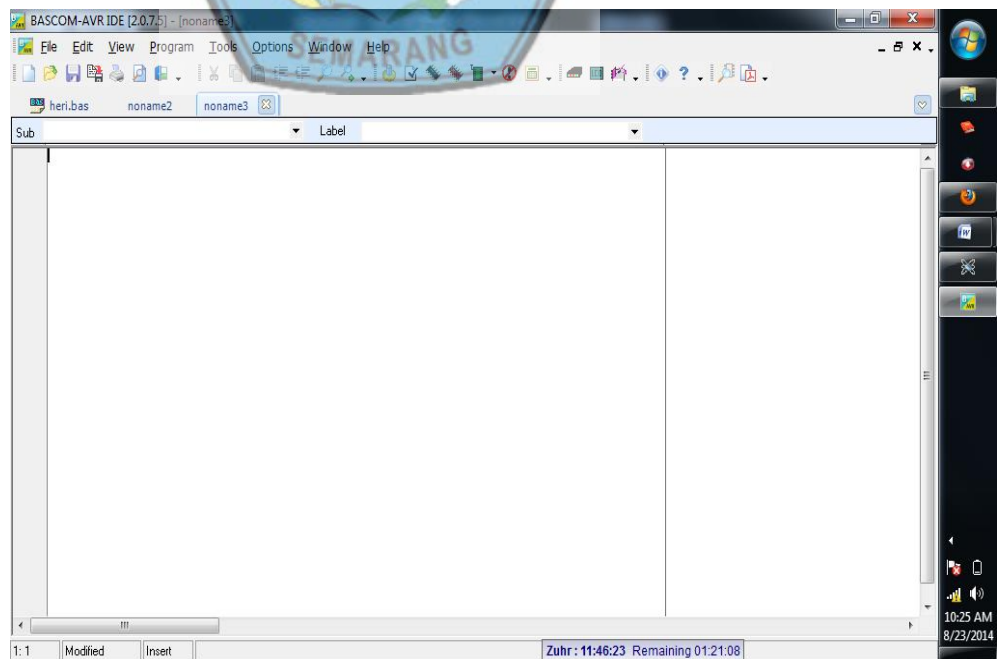 BASCOM-AVR IDE [2.0.7.5] - [noname3]
File Edit View Program Tools Options Window Help
SEMARANG
heri.bas noname2 noname3
Sub Label
10:25 AM
8/23/2014
1: 1 Modified Insert Zuhr : 11:46:23 Remaining 01:21:08